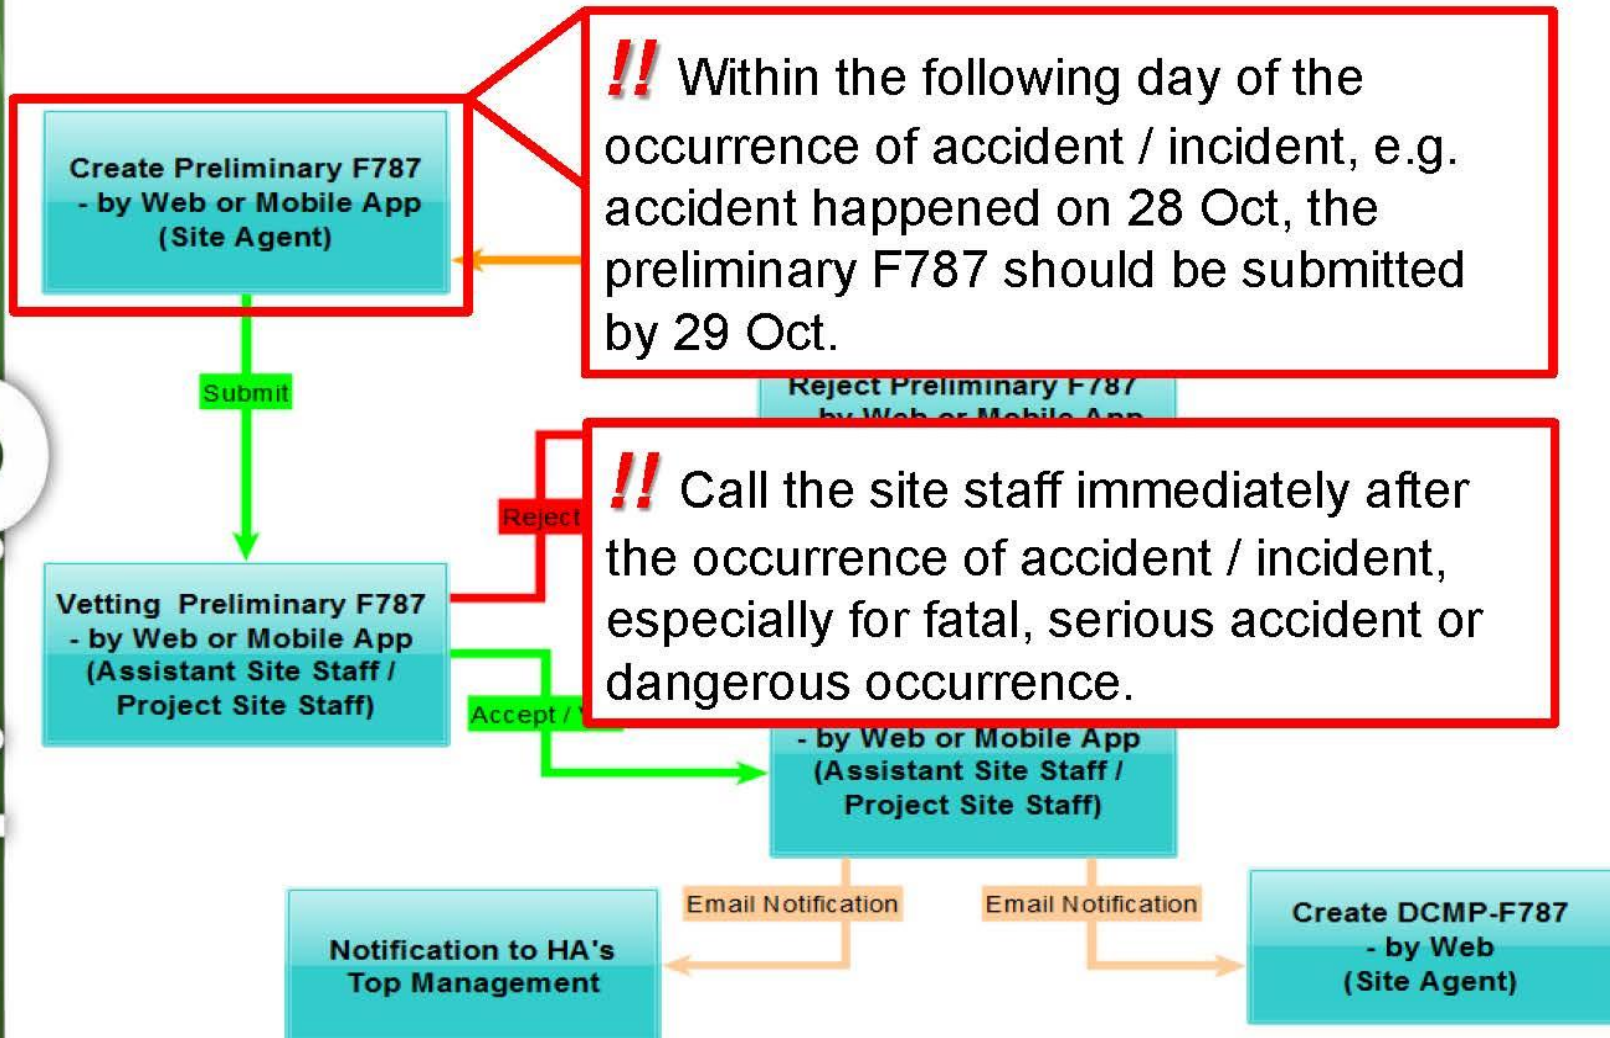 !! Within the following day of the
occurrence of accident / incident, e.g.
accident happened on 28 Oct, the
preliminary F787 should be submitted
by 29 Oct.
Create Preliminary F787
- by Web or Mobile App
(Site Agent)
Submit
Reject Preliminary F787
by Web or Mobile App
!! Call the site staff immediately after
the occurrence of accident / incident,
especially for fatal, serious accident or
dangerous occurrence.
Reject
Vetting Preliminary F787
- by Web or Mobile App
(Assistant Site Staff /
Project Site Staff)
Accept /
- by Web or Mobile App
(Assistant Site Staff /
Project Site Staff)
Email Notification
Email Notification
Notification to HA's
Top Management
Create DCMP-F787
- by Web
(Site Agent)